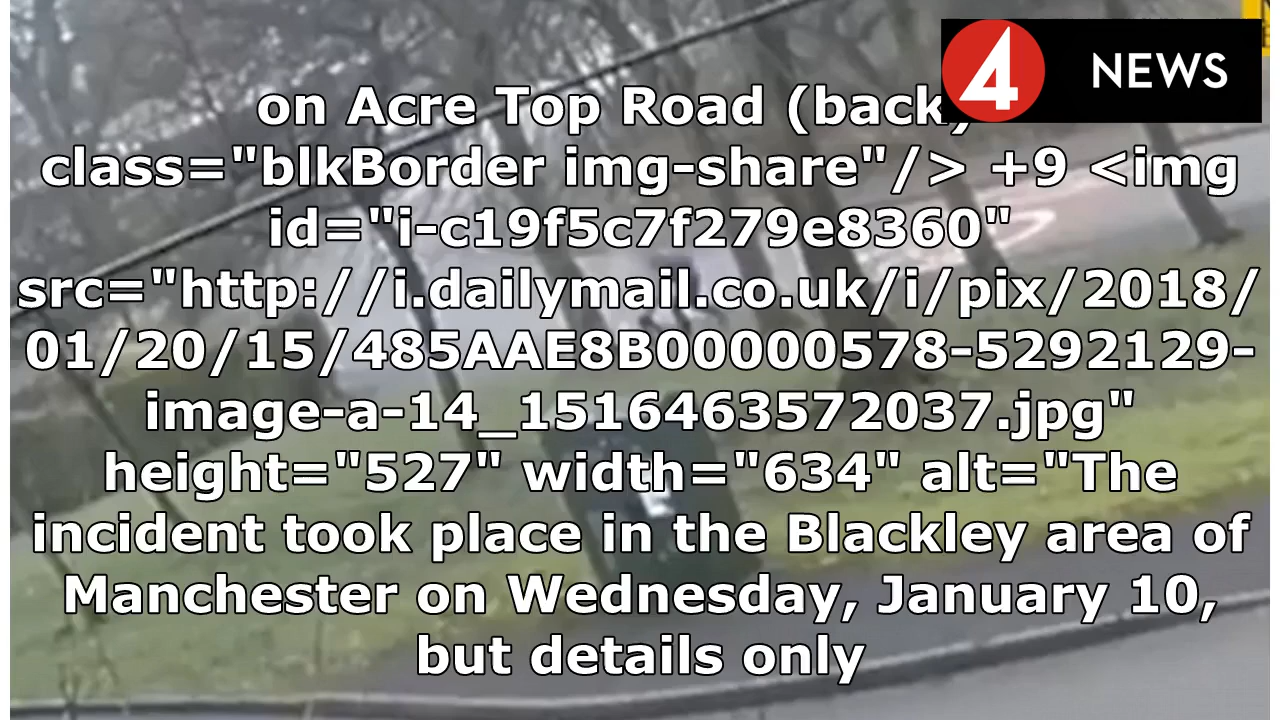 4 NEWS
on Acre Top Road (back)
class="blkBorder img-share"/> +9 <img
id="i-c19f5c7f279e8360"
src="http://i.dailymail.co.uk/i/pix/2018/
01/20/15/485AAE8B00000578-5292129-
image-a-14_1516463572037.jpg"
height="527" width="634" alt="The
incident took place in the Blackley area of
Manchester on Wednesday, January 10,
but details only